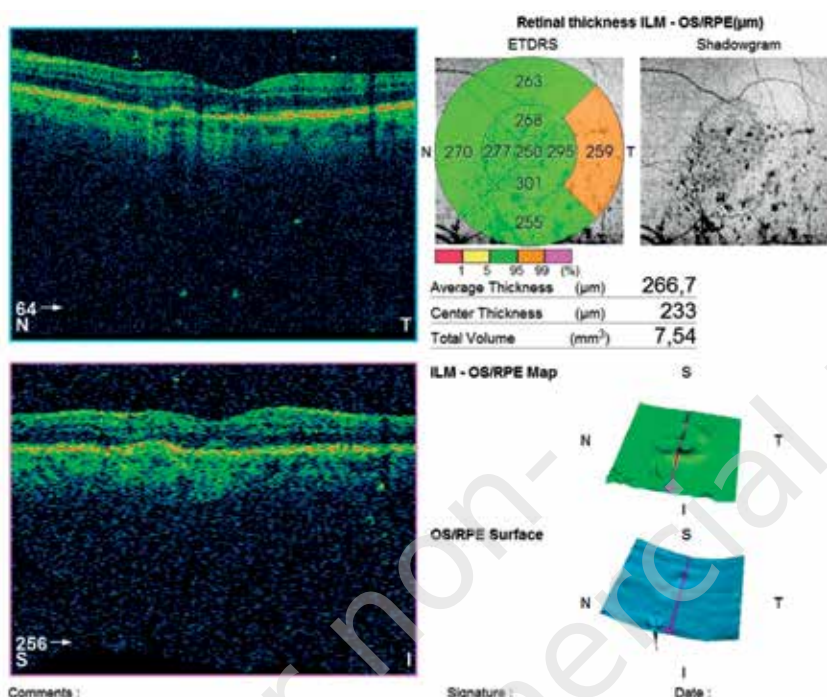 Retinal thickness ILM - OS/RPE(µm)
ETDRS
Shadowgram
263
268
N 270 277 250 295 259 T
301
255
1 5 95 99 (%)
Average Thickness (µm) 266,7
Center Thickness (µm) 233
Total Volume (mm³) 7,54
64
N T
ILM - OS/RPE Map
S
N T
I
OS/RPE Surface
S
N T
I
256
S I
Comments :
Signature :
Date :
r non-
mercial